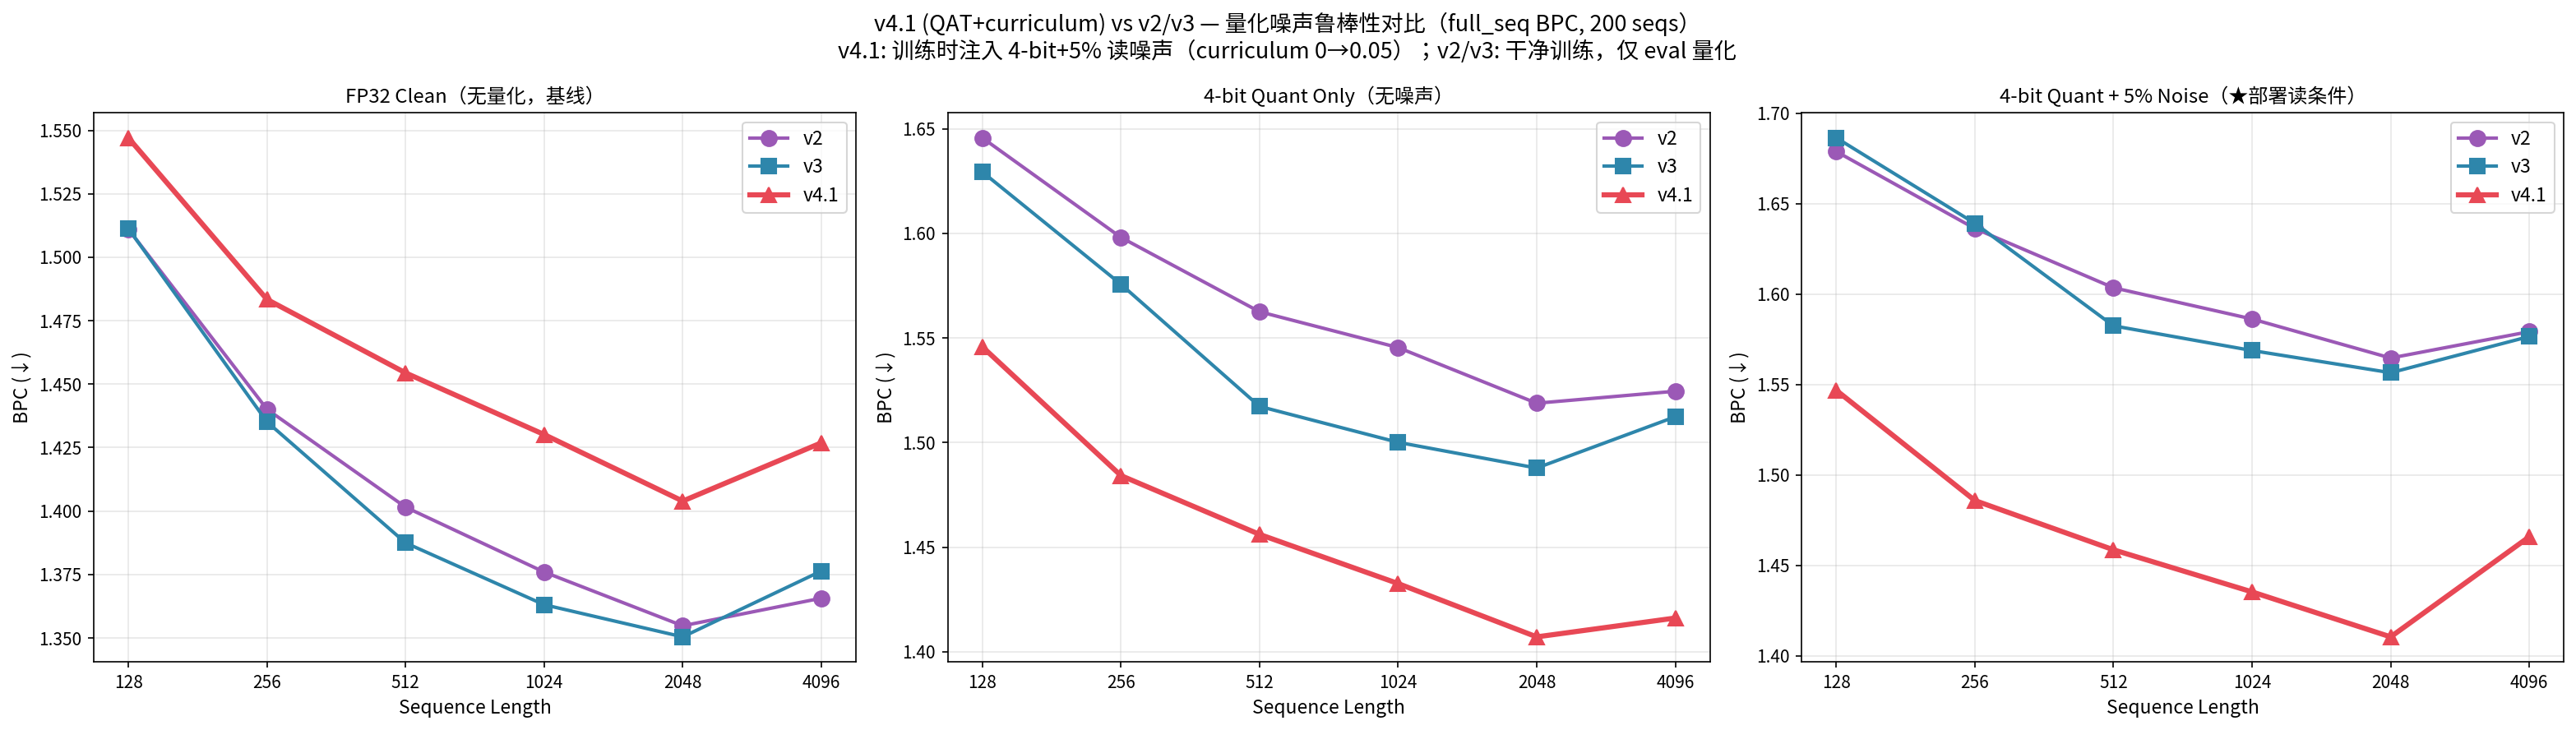 v4.1 (QAT+curriculum) vs v2/v3 — 量化噪声鲁棒性对比（full_seq BPC, 200 seqs）
v4.1: 训练时注入 4-bit+5% 读噪声（curriculum 0→0.05）；v2/v3: 干净训练，仅 eval 量化
FP32 Clean（无量化，基线）
BPC (↓)
1.550
1.525
1.500
1.475
1.450
1.425
1.400
1.375
1.350
v2
v3
v4.1
128 256 512 1024 2048 4096
Sequence Length
4-bit Quant Only（无噪声）
BPC (↓)
1.65
1.60
1.55
1.50
1.45
1.40
v2
v3
v4.1
128 256 512 1024 2048 4096
Sequence Length
4-bit Quant + 5% Noise（★部署读条件）
BPC (↓)
1.70
1.65
1.60
1.55
1.50
1.45
1.40
v2
v3
v4.1
128 256 512 1024 2048 4096
Sequence Length